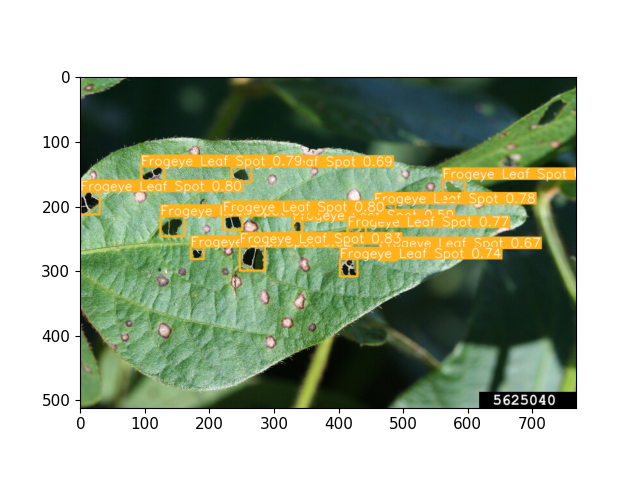 0
100
200
300
400
500
Frogeye Leaf Spot 0.79
af Spot 0.69
Frogeye Leaf Spot
Frogeye Leaf Spot 0.80
Frogeye Leaf Spot 0.78
Frogeye
Frogeye Leaf Spot 0.80
Frogeye Leaf Spot 0.77
Frogeye
Frogeye Leaf Spot 0.83
Leaf Spot 0.67
Frogeye Leaf Spot 0.74
5625040
0 100 200 300 400 500 600 700